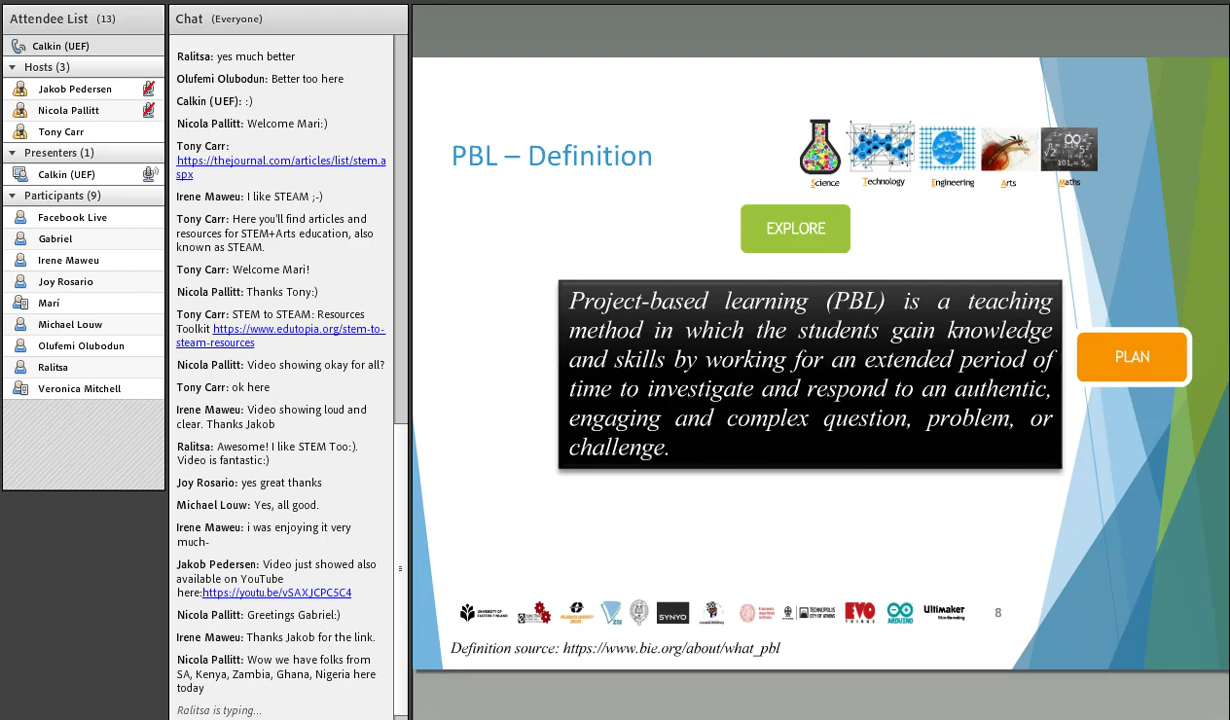 Attendee List (13)
Calkin (UEF)
Hosts (3)
Jakob Pedersen
Nicola Pallitt
Tony Carr
Presenters (1)
Calkin (UEF)
Participants (9)
Facebook Live
Gabriel
Irene Maweu
Joy Rosario
Marí
Michael Louw
Olufemi Olubodun
Ralitsa
Veronica Mitchell
Chat (Everyone)
Ralitsa: yes much better
Olufemi Olubodun: Better too here
Calkin (UEF): :)
Nicola Pallitt: Welcome Mari:)
Tony Carr:
https://thejournal.com/articles/list/stem.a
spx
Irene Maweu: I like STEAM ;-)
Tony Carr: Here you'll find articles and
resources for STEM+Arts education, also
known as STEAM.
Tony Carr: Welcome Mari!
Nicola Pallitt: Thanks Tony:)
Tony Carr: STEM to STEAM: Resources
Toolkit https://www.edutopia.org/stem-to-
steam-resources
Nicola Pallitt: Video showing okay for all?
Tony Carr: ok here
Irene Maweu: Video showing loud and
clear. Thanks Jakob
Ralitsa: Awesome! I like STEM Too:).
Video is fantastic:)
Joy Rosario: yes great thanks
Michael Louw: Yes, all good.
Irene Maweu: i was enjoying it very
much-
Jakob Pedersen: Video just showed also
available on YouTube
here:https://youtu.be/vSAXJCPC5C4
Nicola Pallitt: Greetings Gabriel:)
Irene Maweu: Thanks Jakob for the link.
Nicola Pallitt: Wow we have folks from
SA, Kenya, Zambia, Ghana, Nigeria here
today
Ralitsa is typing...
PBL – Definition
Science Technology Engineering Arts Maths
EXPLORE
Project-based learning (PBL) is a teaching
method in which the students gain knowledge
and skills by working for an extended period of
time to investigate and respond to an authentic,
engaging and complex question, problem, or
challenge.
PLAN
UNIVERSITY OF
EASTERN FINLAND
ZSI
SYNYO
TECHNOPOLIS
CITY OF ATHENS
EVO
ARDUINO
Ultimaker
8
Definition source: https://www.bie.org/about/what_pbl